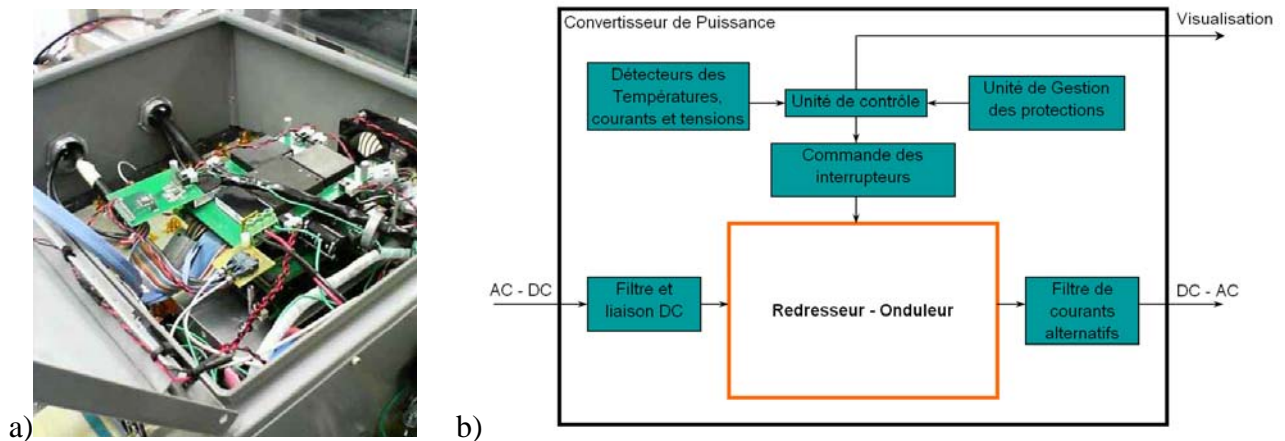 Convertisseur de Puissance
Visualisation
Détecteurs des
Températures,
courants et tensions
Unité de contrôle
Unité de Gestion
des protections
Commande des
interrupteurs
AC - DC
Filtre et
liaison DC
Redresseur - Onduleur
Filtre de
courants
alternatifs
DC - AC
a)
b)